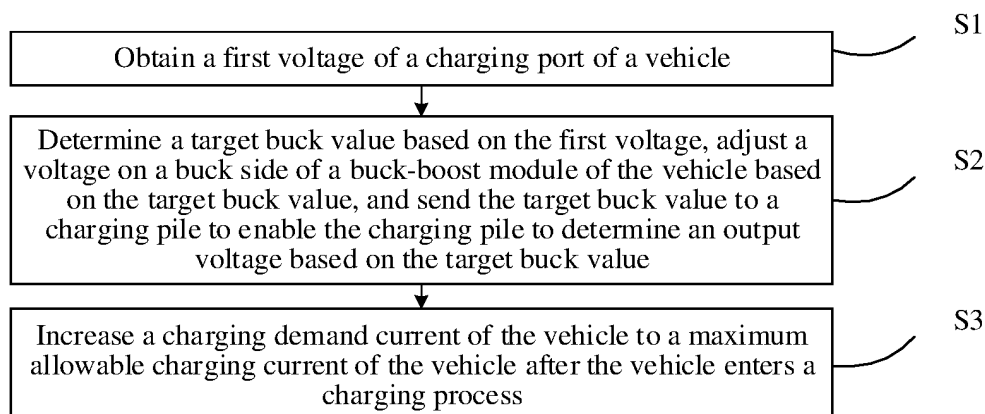 S1
Obtain a first voltage of a charging port of a vehicle
Determine a target buck value based on the first voltage, adjust a
voltage on a buck side of a buck-boost module of the vehicle based
on the target buck value, and send the target buck value to a
charging pile to enable the charging pile to determine an output
voltage based on the target buck value
S2
Increase a charging demand current of the vehicle to a maximum
allowable charging current of the vehicle after the vehicle enters a
charging process
S3